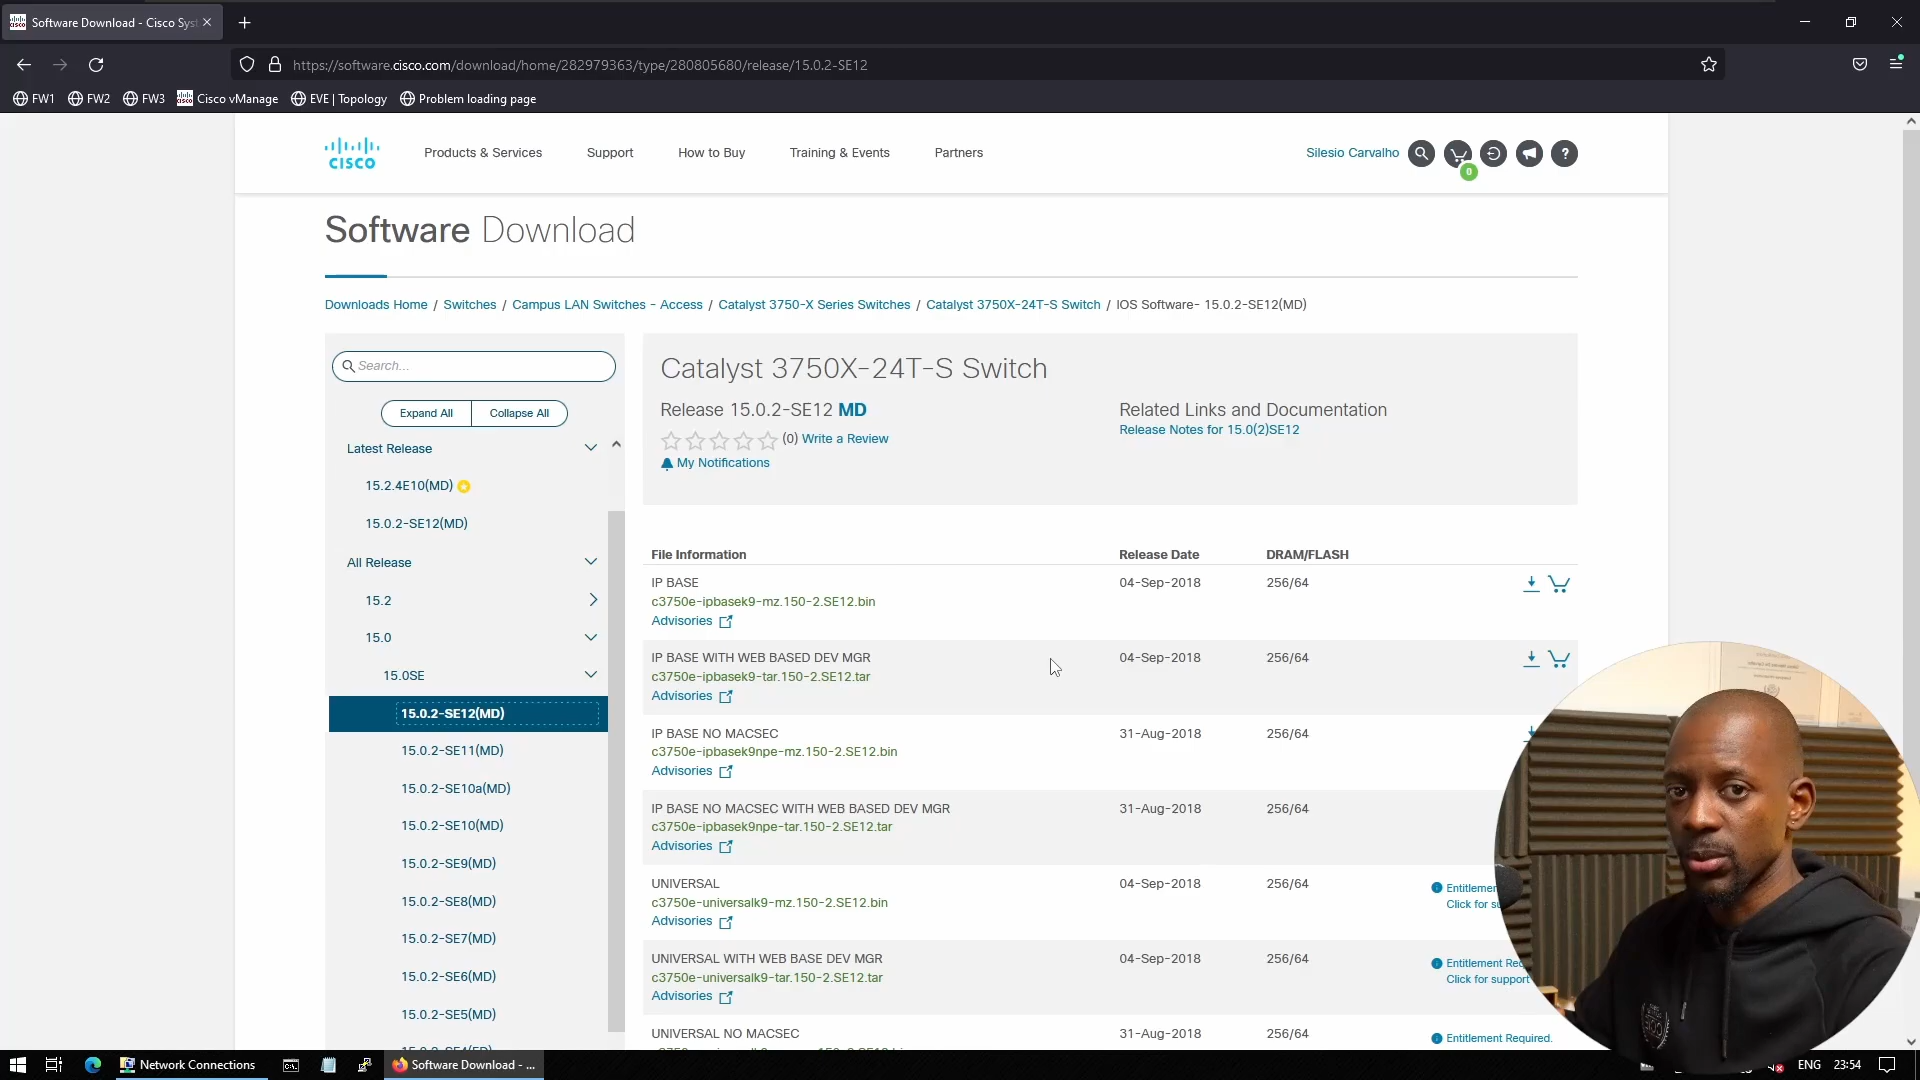 Software Download - Cisco Sys
https://software.cisco.com/download/home/282979363/type/280805680/release/15.0.2-SE12
FW1 FW2 FW3 Cisco vManage EVE | Topology Problem loading page
CISCO
Products & Services Support How to Buy Training & Events Partners
Silesio Carvalho
?
0
Software Download
Downloads Home / Switches / Campus LAN Switches - Access / Catalyst 3750-X Series Switches / Catalyst 3750X-24T-S Switch / IOS Software- 15.0.2-SE12(MD)
Search...
Expand All Collapse All
Latest Release
15.2.4E10(MD)
15.0.2-SE12(MD)
All Release
15.2
15.0
15.0SE
15.0.2-SE12(MD)
15.0.2-SE11(MD)
15.0.2-SE10a(MD)
15.0.2-SE10(MD)
15.0.2-SE9(MD)
15.0.2-SE8(MD)
15.0.2-SE7(MD)
15.0.2-SE6(MD)
15.0.2-SE5(MD)
Catalyst 3750X-24T-S Switch
Release 15.0.2-SE12 MD
(0) Write a Review
My Notifications
Related Links and Documentation
Release Notes for 15.0(2)SE12
File Information Release Date DRAM/FLASH
IP BASE 04-Sep-2018 256/64
c3750e-ipbasek9-mz.150-2.SE12.bin
Advisories
IP BASE WITH WEB BASED DEV MGR 04-Sep-2018 256/64
c3750e-ipbasek9-tar.150-2.SE12.tar
Advisories
IP BASE NO MACSEC 31-Aug-2018 256/64
c3750e-ipbasek9npe-mz.150-2.SE12.bin
Advisories
IP BASE NO MACSEC WITH WEB BASED DEV MGR 31-Aug-2018 256/64
c3750e-ipbasek9npe-tar.150-2.SE12.tar
Advisories
UNIVERSAL 04-Sep-2018 256/64 Entitlemen
c3750e-universalk9-mz.150-2.SE12.bin Click for su
Advisories
UNIVERSAL WITH WEB BASE DEV MGR 04-Sep-2018 256/64 Entitlement Req
c3750e-universalk9-tar.150-2.SE12.tar Click for support
Advisories
UNIVERSAL NO MACSEC 31-Aug-2018 256/64 Entitlement Required.
Network Connections Software Download - ... ENG 23:54